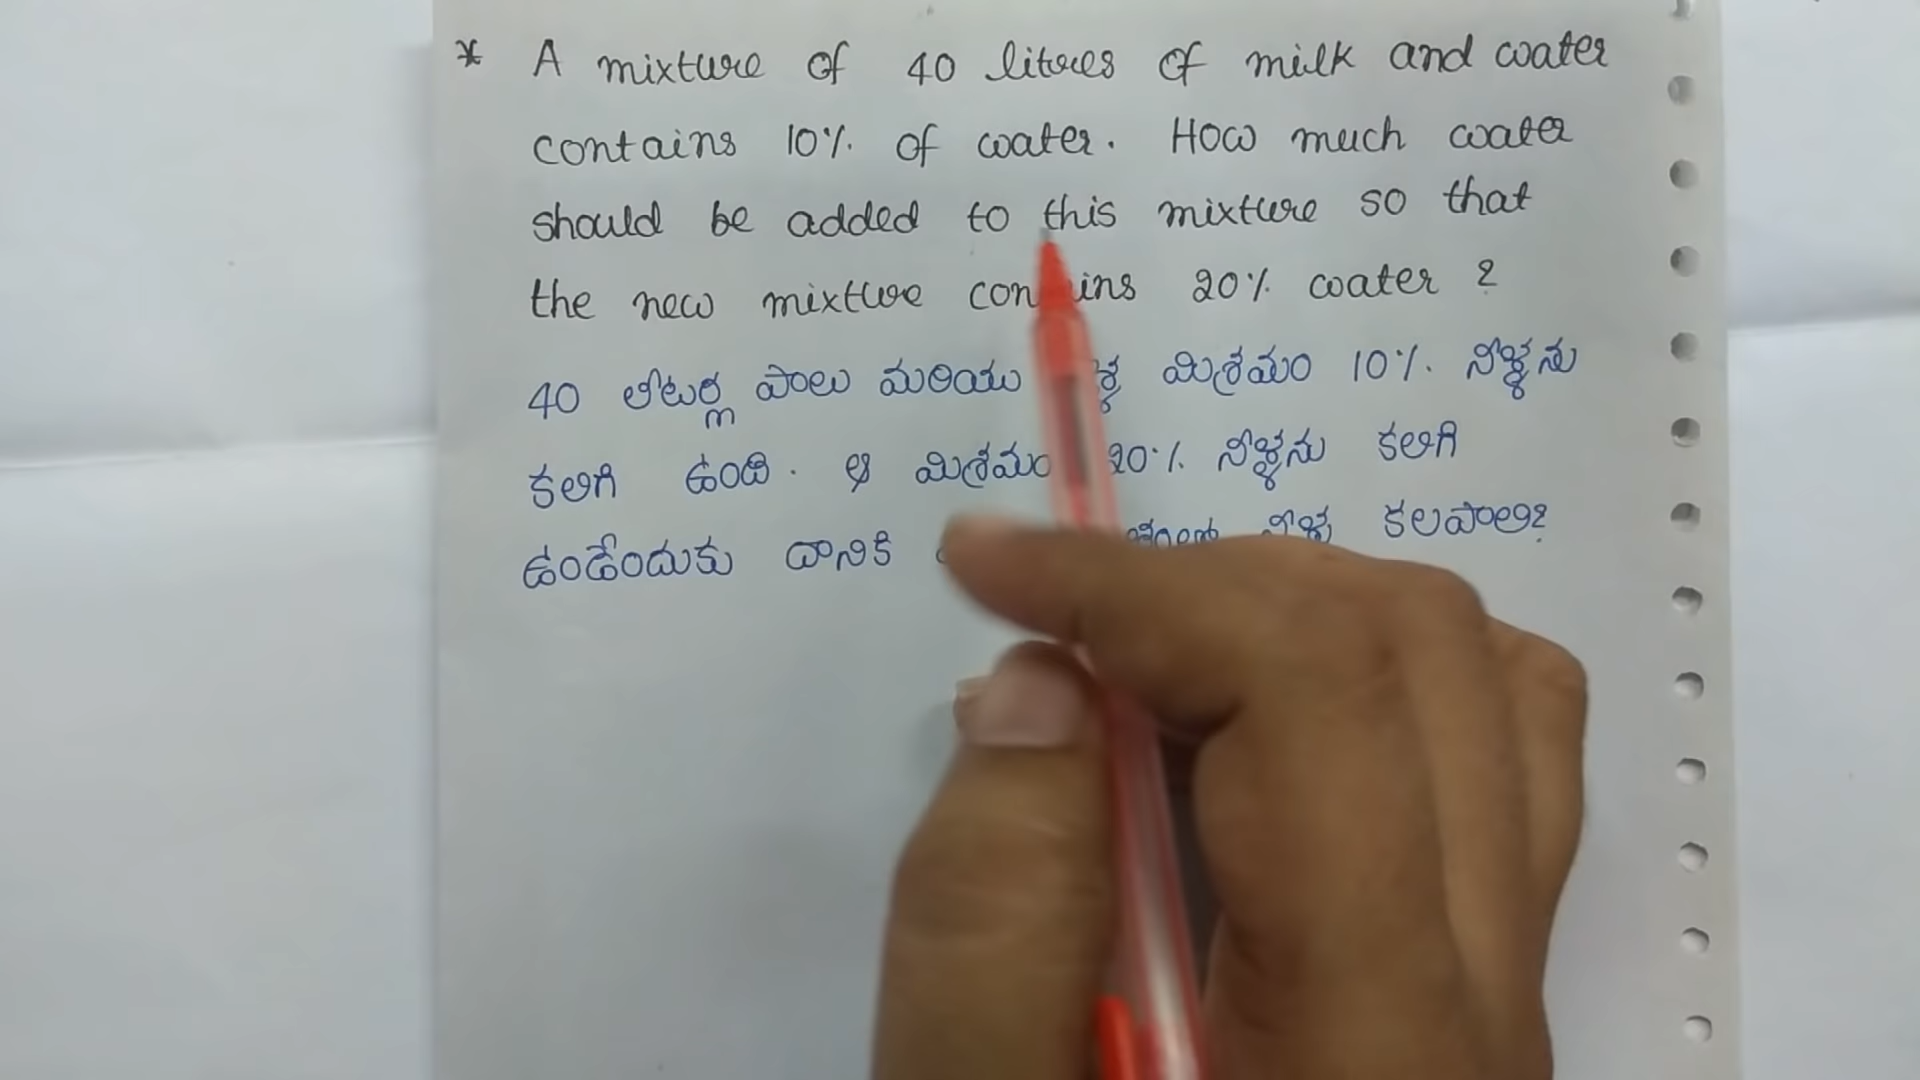 * A mixture of 40 litres of milk and water
contains 10%. of water. How much water
should be added to this mixture so that
the new mixture contains 20% water ?
40 లీటర్ల పాలు మరియు మిశ్రమం 10%. నీళ్ళను
కలిగి ఉంది. ఆ మిశ్రమం 20%. నీళ్ళను కలిగి
ఉండేందుకు దానికి నీళ్ళు కలపాలి?